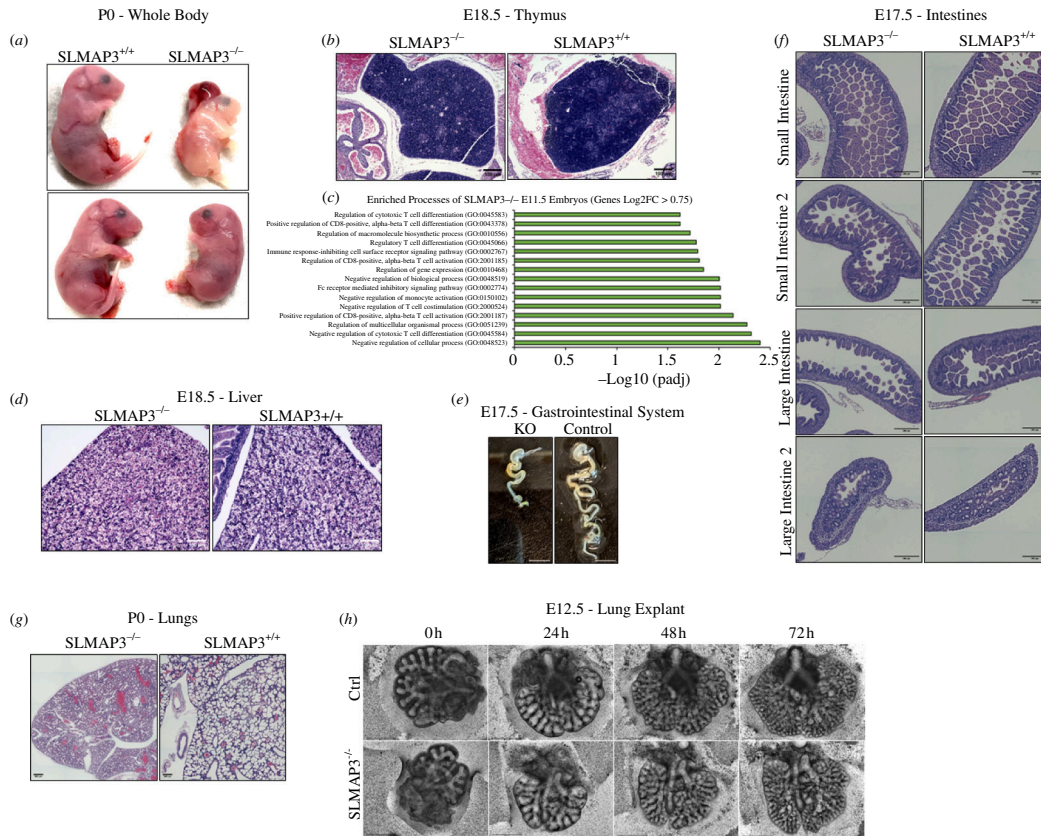 P0 - Whole Body
(a)
SLMAP3+/+ SLMAP3−/−
E18.5 - Thymus
(b)
SLMAP3−/− SLMAP3+/+
(c)
Enriched Processes of SLMAP3−/− E11.5 Embryos (Genes Log2FC > 0.75)
Regulation of cytotoxic T cell differentiation (GO:0045583)
Positive regulation of CD8-positive, alpha-beta T cell differentiation (GO:0043378)
Regulation of macromolecule biosynthetic process (GO:0010556)
Regulatory T cell differentiation (GO:0045066)
Immune response-inhibiting cell surface receptor signaling pathway (GO:0002767)
Regulation of CD8-positive, alpha-beta T cell activation (GO:2001185)
Regulation of gene expression (GO:0010468)
Negative regulation of biological process (GO:0048519)
Fc receptor mediated inhibitory signaling pathway (GO:0002774)
Negative regulation of monocyte activation (GO:0150102)
Negative regulation of T cell costimulation (GO:2000524)
Positive regulation of CD8-positive, alpha-beta T cell activation (GO:2001187)
Regulation of multicellular organismal process (GO:0051239)
Negative regulation of cytotoxic T cell differentiation (GO:0045584)
Negative regulation of cellular process (GO:0048523)
0 0.5 1 1.5 2 2.5
−Log10 (padj)
(d)
E18.5 - Liver
SLMAP3−/− SLMAP3+/+
(e)
E17.5 - Gastrointestinal System
KO Control
E17.5 - Intestines
(f)
SLMAP3−/− SLMAP3+/+
Small Intestine
Small Intestine 2
Large Intestine
Large Intestine 2
(g)
P0 - Lungs
SLMAP3−/− SLMAP3+/+
(h)
E12.5 - Lung Explant
0h 24h 48h 72h
Ctrl
SLMAP3−/−